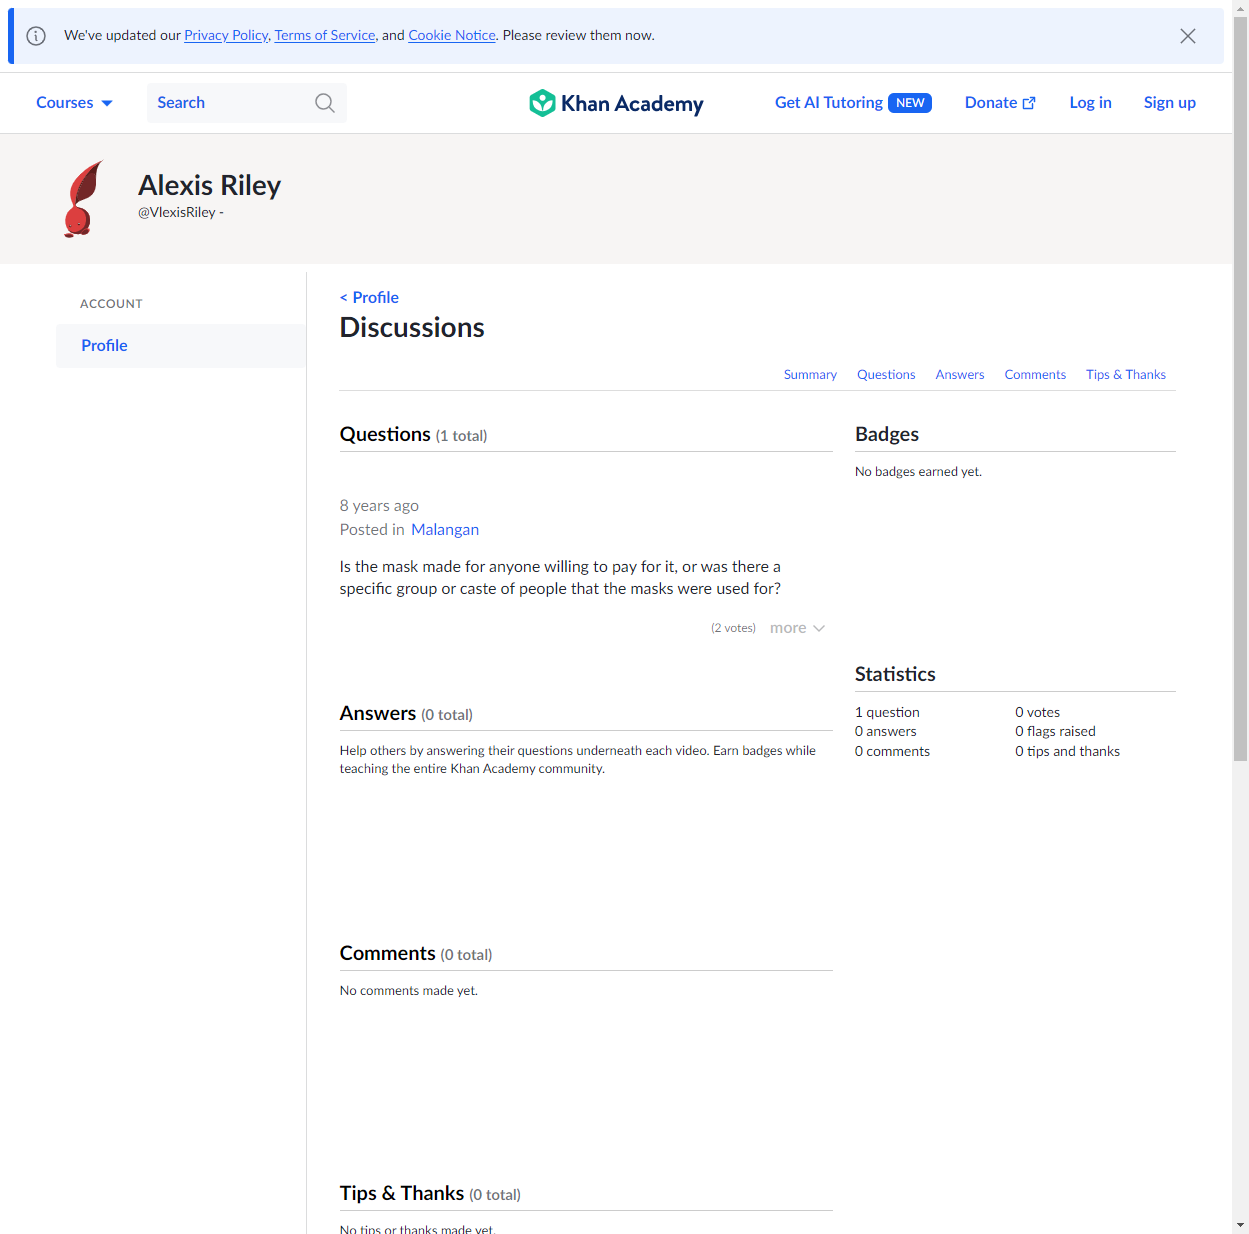 We've updated our Privacy Policy, Terms of Service, and Cookie Notice. Please review them now.
Courses
Search
Khan Academy
Get AI Tutoring NEW
Donate
Log in
Sign up
Alexis Riley
@VlexisRiley -
ACCOUNT
Profile
< Profile
Discussions
Summary
Questions
Answers
Comments
Tips & Thanks
Questions (1 total)
8 years ago
Posted in Malangan
Is the mask made for anyone willing to pay for it, or was there a
specific group or caste of people that the masks were used for?
(2 votes)
more
Answers (0 total)
Help others by answering their questions underneath each video. Earn badges while
teaching the entire Khan Academy community.
Comments (0 total)
No comments made yet.
Tips & Thanks (0 total)
No tips or thanks made yet.
Badges
No badges earned yet.
Statistics
1 question
0 votes
0 answers
0 flags raised
0 comments
0 tips and thanks